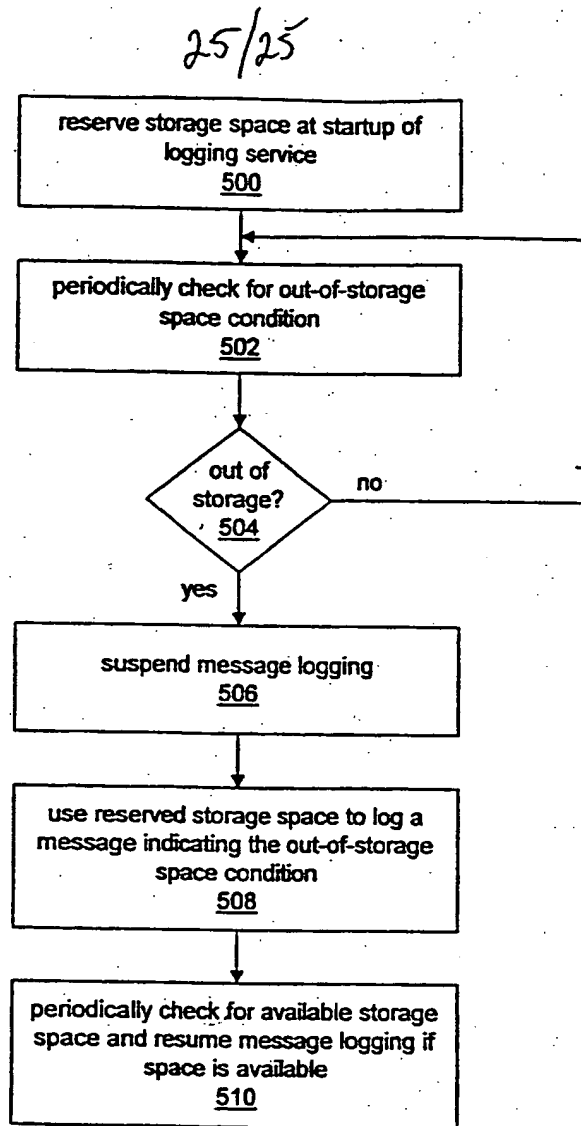 25/25
reserve storage space at startup of
logging service
500
periodically check for out-of-storage
space condition
502
out of
storage?
504
no
yes
suspend message logging
506
use reserved storage space to log a
message indicating the out-of-storage
space condition
508
periodically check for available storage
space and resume message logging if
space is available
510